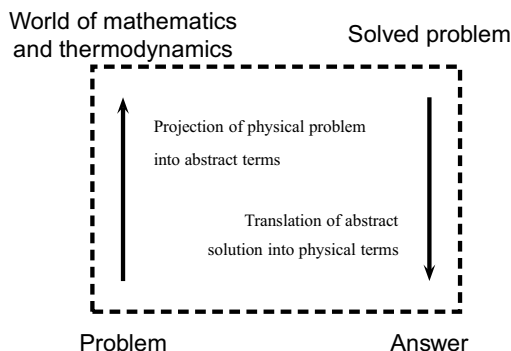 World of mathematics
and thermodynamics
Solved problem
Projection of physical problem
into abstract terms
Translation of abstract
solution into physical terms
Problem
Answer